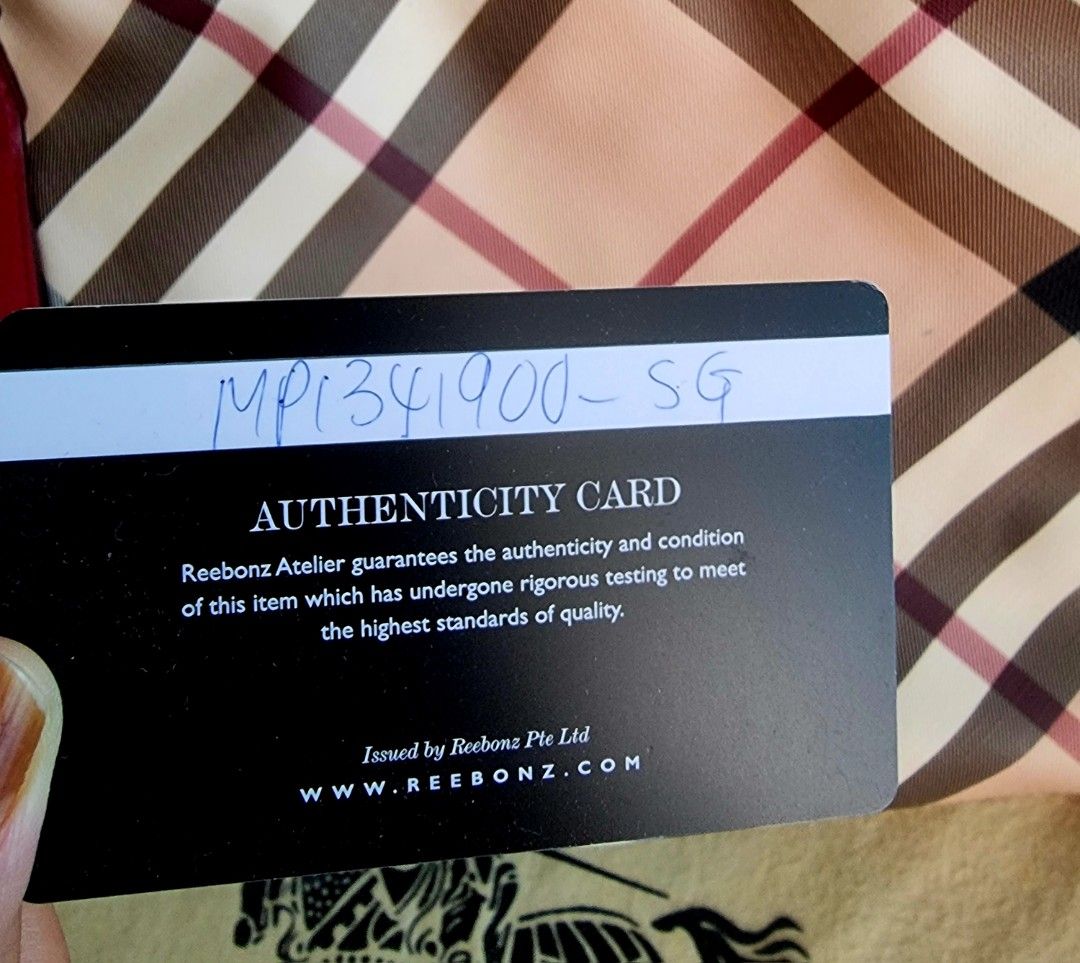 MP1341900-SG
AUTHENTICITY CARD
Reebonz Atelier guarantees the authenticity and condition
of this item which has undergone rigorous testing to meet
the highest standards of quality.
Issued by Reebonz Pte Ltd
WWW.REEBONZ.COM